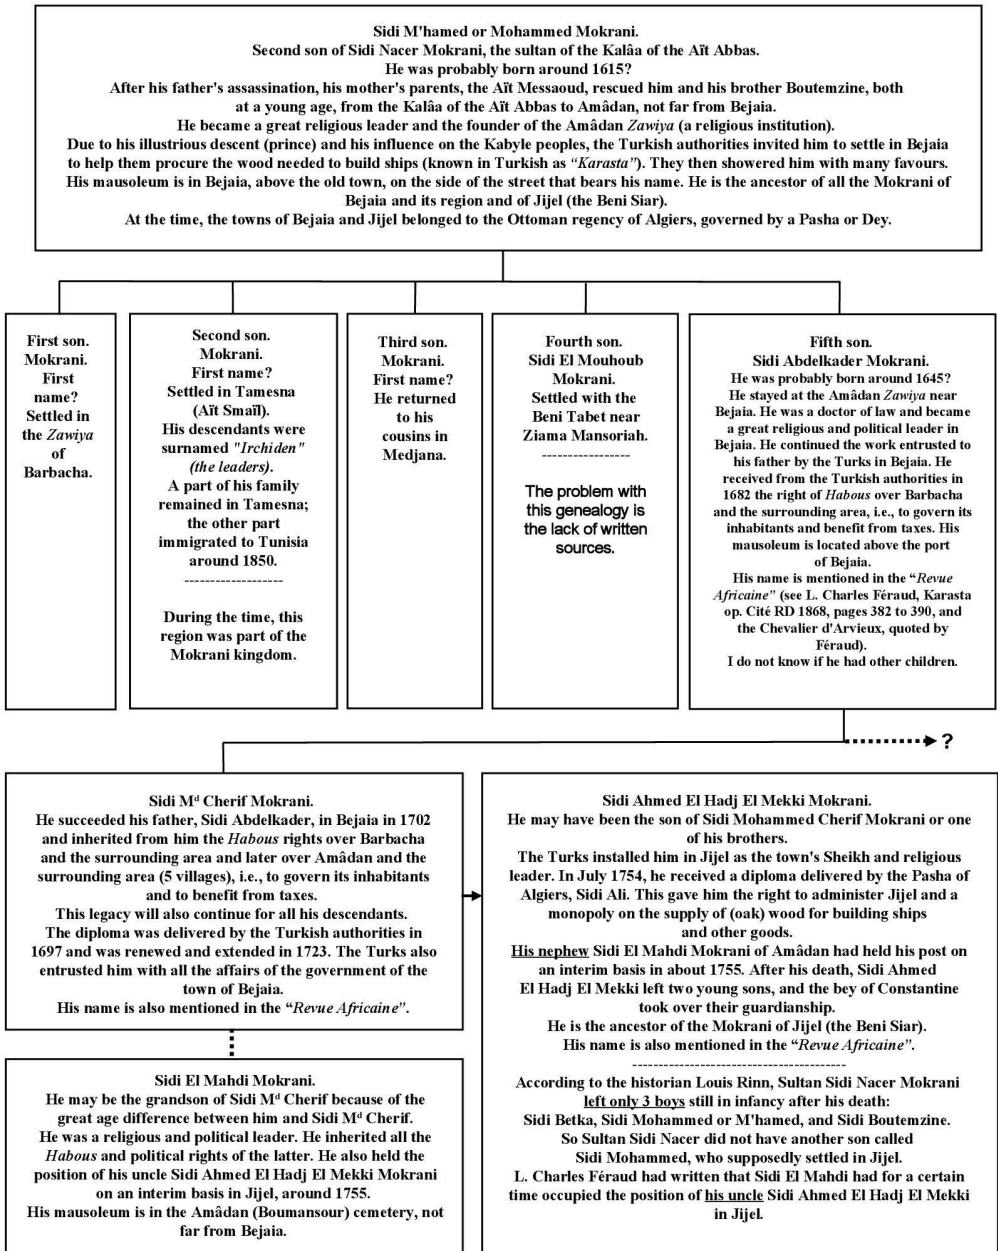 Sidi M'hamed or Mohammed Mokrani.
Second son of Sidi Nacer Mokrani, the sultan of the Kalâa of the Aït Abbas.
He was probably born around 1615?
After his father's assassination, his mother's parents, the Aït Messaoud, rescued him and his brother Boutemzine, both
at a young age, from the Kalâa of the Aït Abbas to Amâdan, not far from Bejaia.
He became a great religious leader and the founder of the Amâdan Zawiya (a religious institution).
Due to his illustrious descent (prince) and his influence on the Kabyle peoples, the Turkish authorities invited him to settle in Bejaia
to help them procure the wood needed to build ships (known in Turkish as “Karasta”). They then showered him with many favours.
His mausoleum is in Bejaia, above the old town, on the side of the street that bears his name. He is the ancestor of all the Mokrani of
Bejaia and its region and of Jijel (the Beni Siar).
At the time, the towns of Bejaia and Jijel belonged to the Ottoman regency of Algiers, governed by a Pasha or Dey.
First son.
Mokrani.
First
name?
Settled in
the Zawiya
of
Barbacha.
Second son.
Mokrani.
First name?
Settled in Tamesna
(Aït Smaïl).
His descendants were
surnamed "Irchiden"
(the leaders).
A part of his family
remained in Tamesna;
the other part
immigrated to Tunisia
around 1850.
-------------------
During the time, this
region was part of the
Mokrani kingdom.
Third son.
Mokrani.
First name?
He returned
to his
cousins in
Medjana.
Fourth son.
Sidi El Mouhoub
Mokrani.
Settled with the
Beni Tabet near
Ziama Mansoriah.
-----------------
The problem with
this genealogy is
the lack of written
sources.
Fifth son.
Sidi Abdelkader Mokrani.
He was probably born around 1645?
He stayed at the Amâdan Zawiya near
Bejaia. He was a doctor of law and became
a great religious and political leader in
Bejaia. He continued the work entrusted to
his father by the Turks in Bejaia. He
received from the Turkish authorities in
1682 the right of Habous over Barbacha
and the surrounding area, i.e., to govern its
inhabitants and benefit from taxes. His
mausoleum is located above the port
of Bejaia.
His name is mentioned in the “Revue
Africaine” (see L. Charles Féraud, Karasta
op. Cité RD 1868, pages 382 to 390, and
the Chevalier d'Arvieux, quoted by
Féraud).
I do not know if he had other children.
?
Sidi Mᵈ Cherif Mokrani.
He succeeded his father, Sidi Abdelkader, in Bejaia in 1702
and inherited from him the Habous rights over Barbacha
and the surrounding area and later over Amâdan and the
surrounding area (5 villages), i.e., to govern its inhabitants
and to benefit from taxes.
This legacy will also continue for all his descendants.
The diploma was delivered by the Turkish authorities in
1697 and was renewed and extended in 1723. The Turks also
entrusted him with all the affairs of the government of the
town of Bejaia.
His name is also mentioned in the “Revue Africaine”.
Sidi Ahmed El Hadj El Mekki Mokrani.
He may have been the son of Sidi Mohammed Cherif Mokrani or one
of his brothers.
The Turks installed him in Jijel as the town's Sheikh and religious
leader. In July 1754, he received a diploma delivered by the Pasha of
Algiers, Sidi Ali. This gave him the right to administer Jijel and a
monopoly on the supply of (oak) wood for building ships
and other goods.
His nephew Sidi El Mahdi Mokrani of Amâdan had held his post on
an interim basis in about 1755. After his death, Sidi Ahmed
El Hadj El Mekki left two young sons, and the bey of Constantine
took over their guardianship.
He is the ancestor of the Mokrani of Jijel (the Beni Siar).
His name is also mentioned in the “Revue Africaine”.
-----------------------------------------
According to the historian Louis Rinn, Sultan Sidi Nacer Mokrani
left only 3 boys still in infancy after his death:
Sidi Betka, Sidi Mohammed or M'hamed, and Sidi Boutemzine.
So Sultan Sidi Nacer did not have another son called
Sidi Mohammed, who supposedly settled in Jijel.
L. Charles Féraud had written that Sidi El Mahdi had for a certain
time occupied the position of his uncle Sidi Ahmed El Hadj El Mekki
in Jijel.
Sidi El Mahdi Mokrani.
He may be the grandson of Sidi Mᵈ Cherif because of the
great age difference between him and Sidi Mᵈ Cherif.
He was a religious and political leader. He inherited all the
Habous and political rights of the latter. He also held the
position of his uncle Sidi Ahmed El Hadj El Mekki Mokrani
on an interim basis in Jijel, around 1755.
His mausoleum is in the Amâdan (Boumansour) cemetery, not
far from Bejaia.